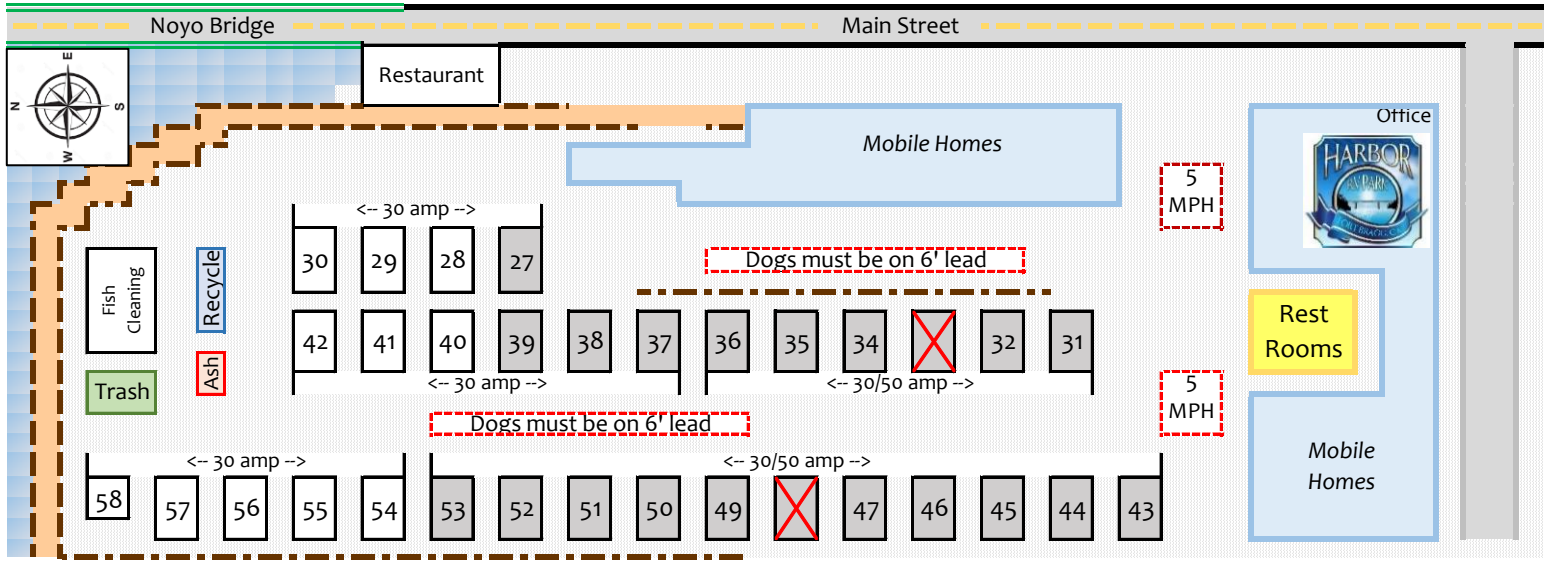 Noyo Bridge
Main Street
E
N
S
W
Restaurant
Office
Mobile Homes
HARBOR
RV PARK
FORT BRAGG, CA
5
MPH
<-- 30 amp -->
30 29 28 27
Dogs must be on 6' lead
Fish
Cleaning
Recycle
Rest
Rooms
42 41 40 39 38 37 36 35 34 32 31
Ash
Trash
<-- 30 amp -->
<-- 30/50 amp -->
5
MPH
Dogs must be on 6' lead
Mobile
Homes
<-- 30 amp -->
<-- 30/50 amp -->
58 57 56 55 54 53 52 51 50 49 47 46 45 44 43